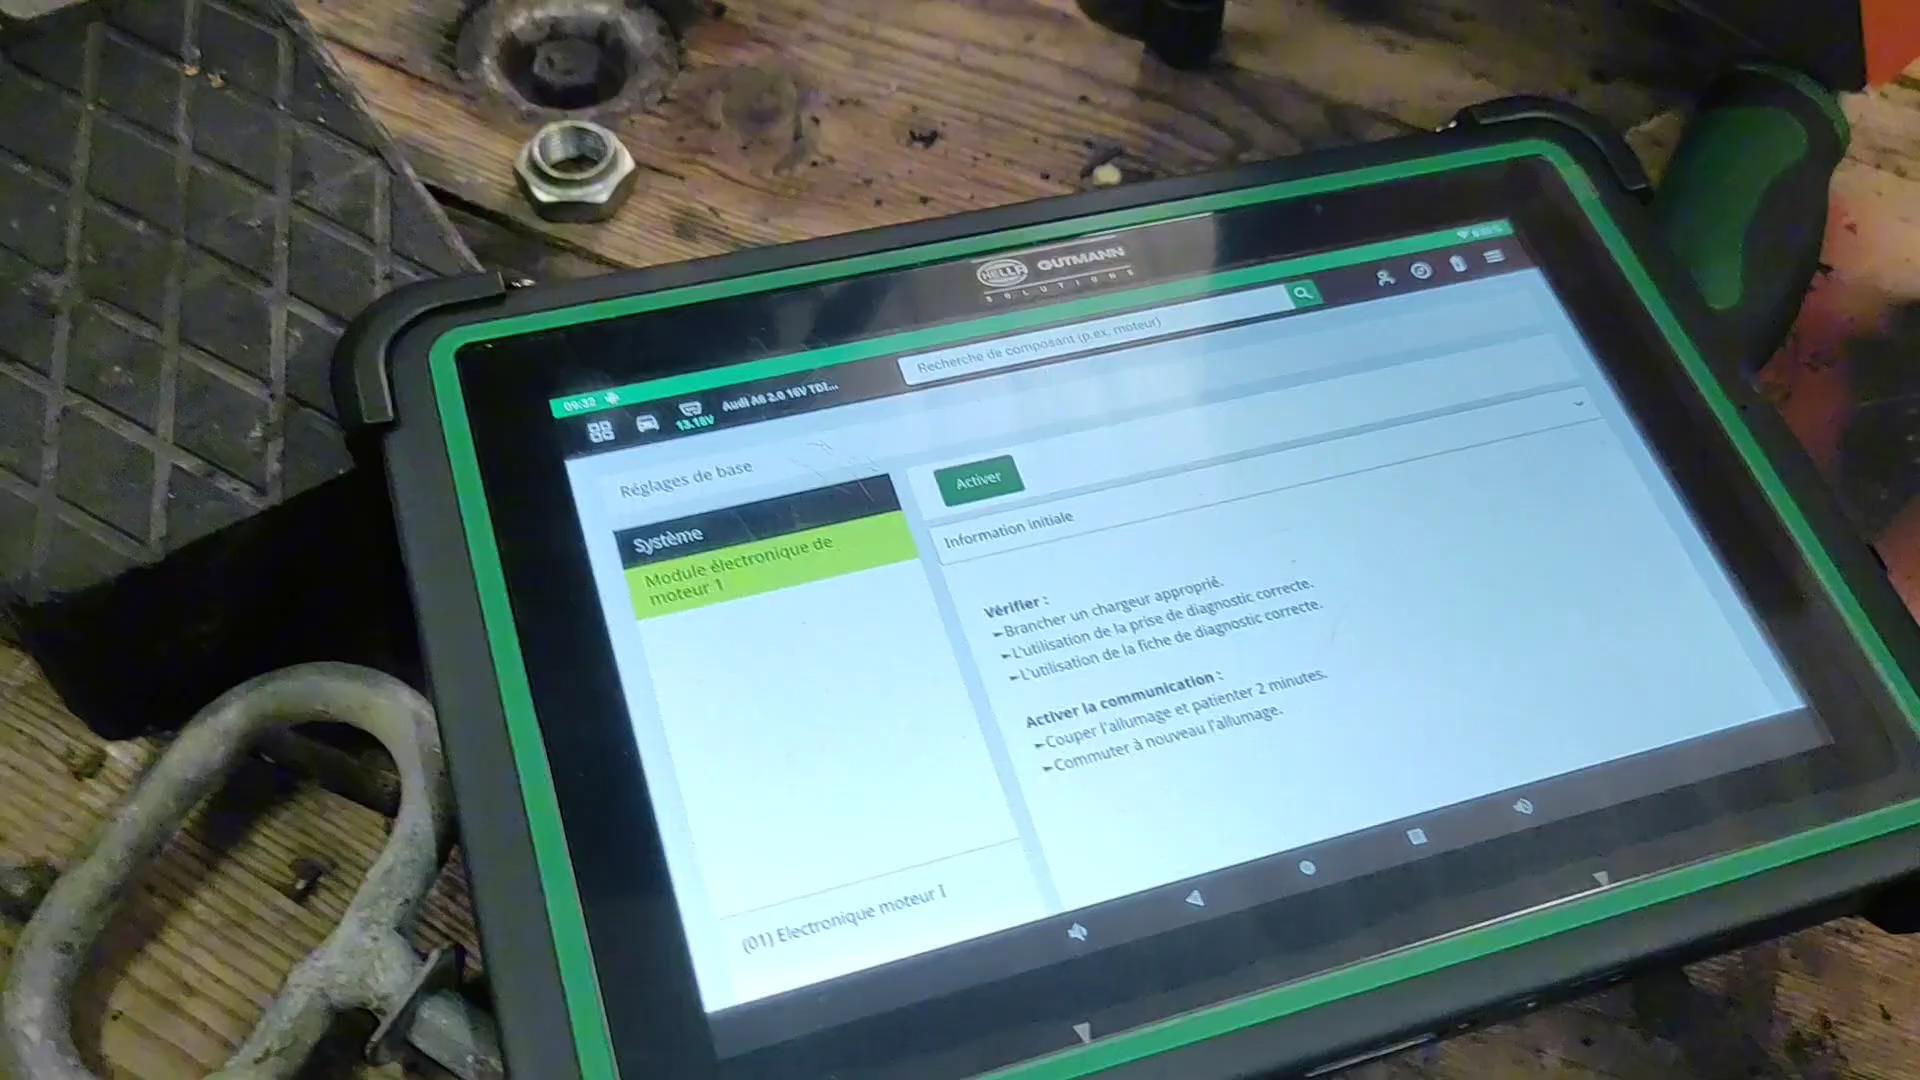 HELLA GUTMANN
SOLUTIONS
09:32
13.18V
Audi A6 2.0 16V TDI...
Recherche de composant (p.ex. moteur)
Réglages de base
Système
Module électronique de
moteur 1
(01) Electronique moteur I
Activer
Information initiale
Vérifier :
►Brancher un chargeur approprié.
►L'utilisation de la prise de diagnostic correcte.
►L'utilisation de la fiche de diagnostic correcte.
Activer la communication :
►Couper l'allumage et patienter 2 minutes.
►Commuter à nouveau l'allumage.